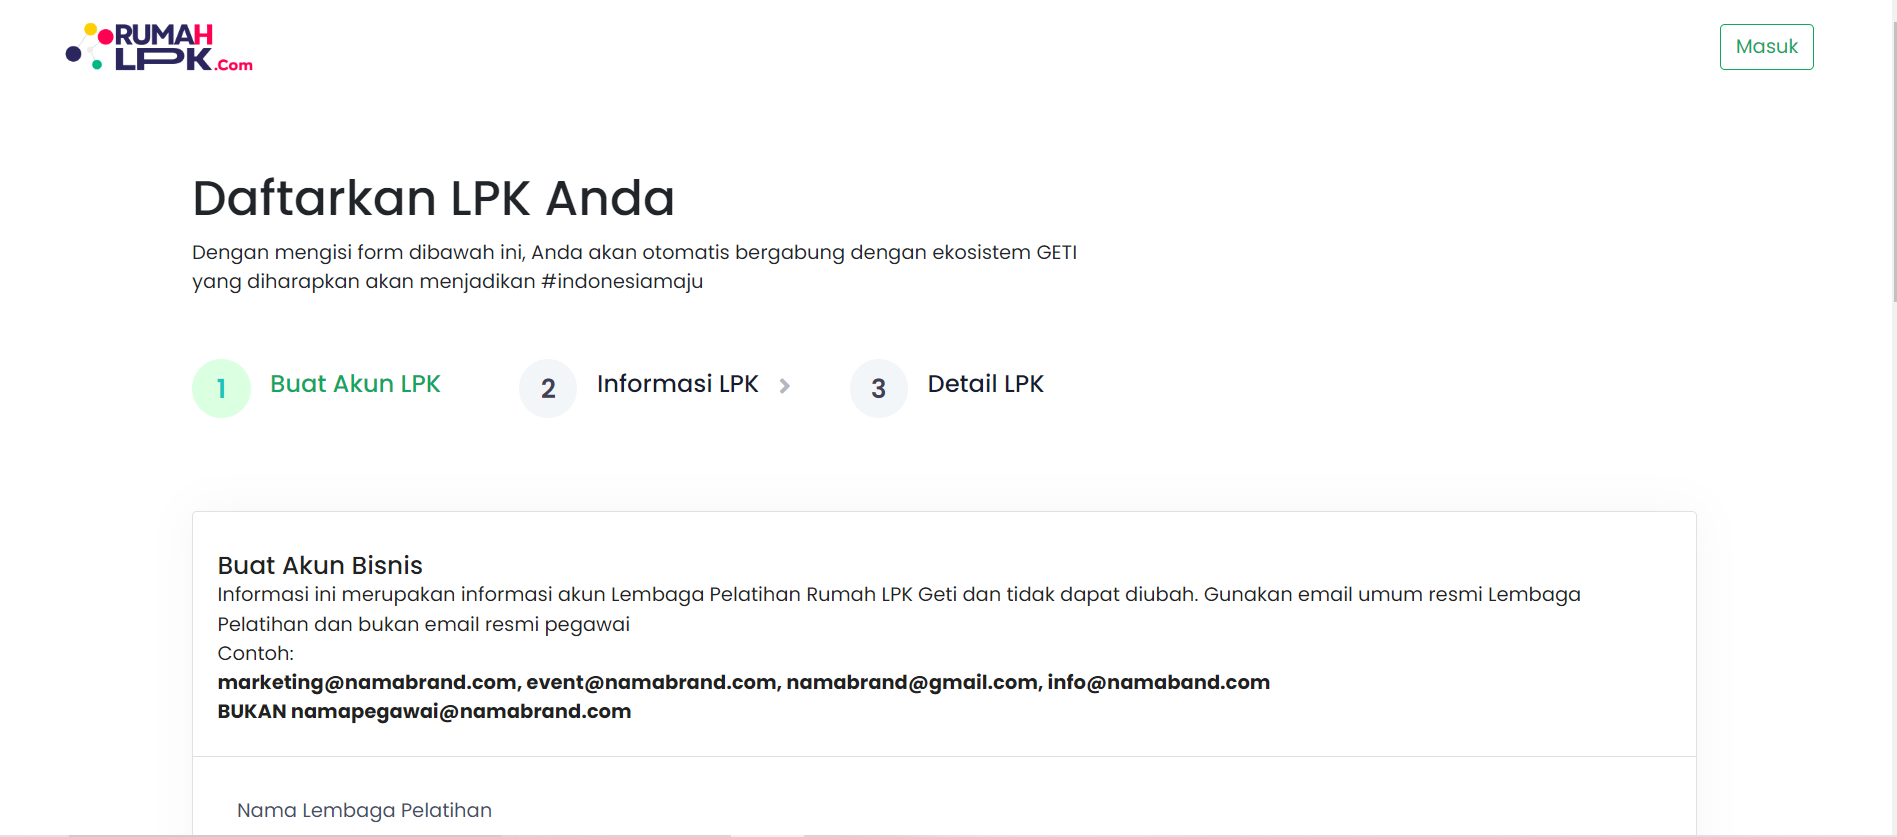 RUMAH
LPK.Com
Masuk
Daftarkan LPK Anda
Dengan mengisi form dibawah ini, Anda akan otomatis bergabung dengan ekosistem GETI
yang diharapkan akan menjadikan #indonesiamaju
1 Buat Akun LPK 2 Informasi LPK 3 Detail LPK
Buat Akun Bisnis
Informasi ini merupakan informasi akun Lembaga Pelatihan Rumah LPK Geti dan tidak dapat diubah. Gunakan email umum resmi Lembaga
Pelatihan dan bukan email resmi pegawai
Contoh:
marketing@namabrand.com, event@namabrand.com, namabrand@gmail.com, info@namaband.com
BUKAN namapegawai@namabrand.com
Nama Lembaga Pelatihan